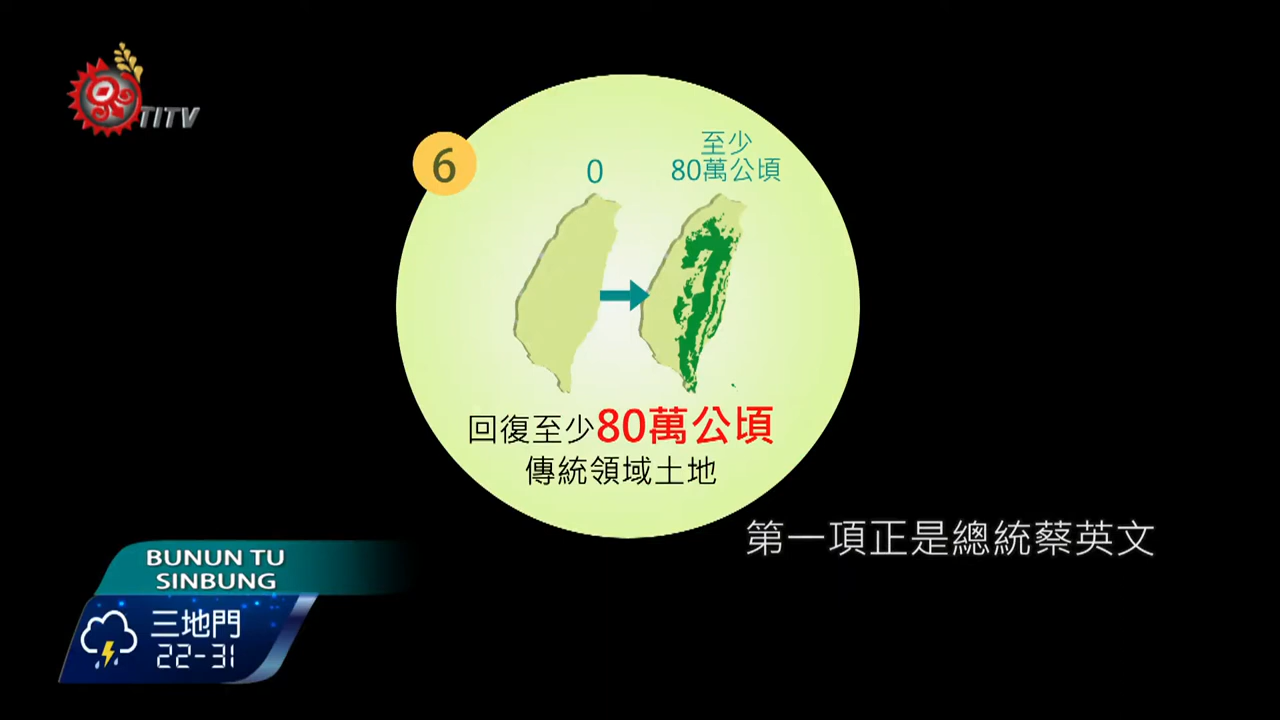 TITV
6
0
至少
80萬公頃
回復至少80萬公頃
傳統領域土地
第一項正是總統蔡英文
BUNUN TU
SINBUNG
三地門
22-31